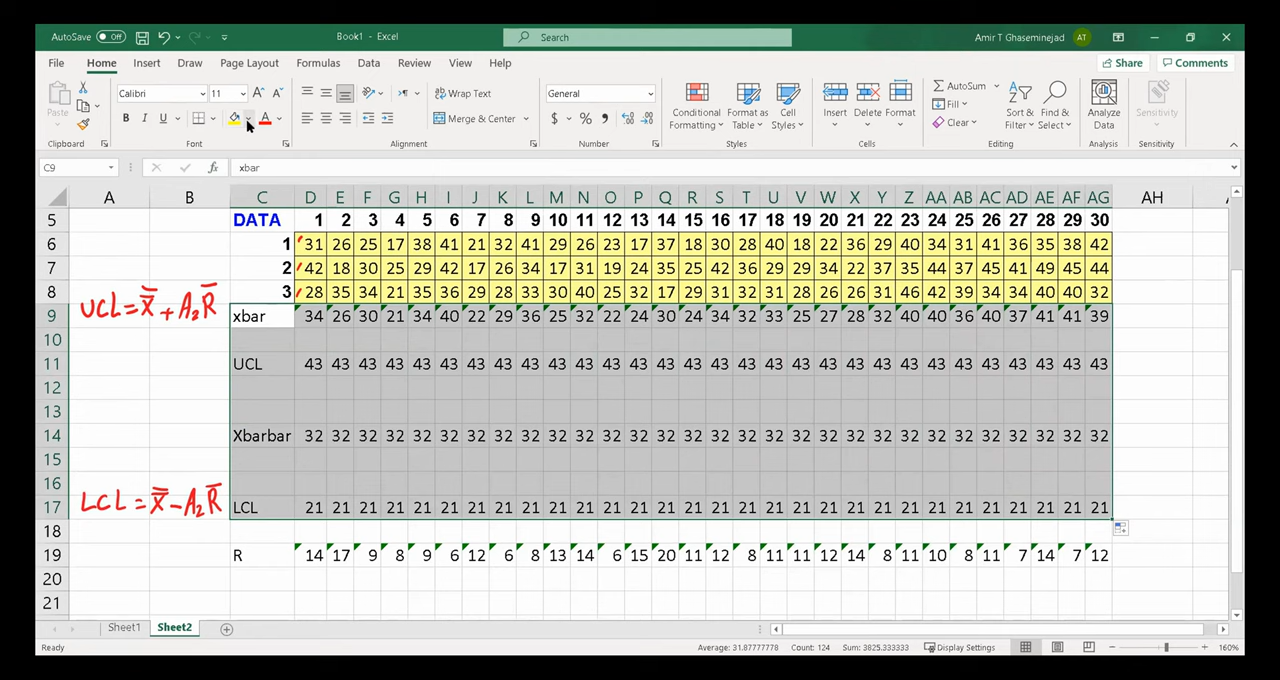 AutoSave Off Book1 - Excel Search Amir T Ghaseminejad AT
File Home Insert Draw Page Layout Formulas Data Review View Help Share Comments
Paste Calibri 11 A A Wrap Text General AutoSum
Fill
B I U A Merge & Center $ % Conditional Formatting Format as Table Cell Styles Insert Delete Format Clear Sort & Filter Find & Select Analyze Data Sensitivity
Clipboard Font Alignment Number Styles Cells Editing Analysis Sensitivity
C9 fx xbar
A B C D E F G H I J K L M N O P Q R S T U V W X Y Z AA AB AC AD AE AF AG AH
5 DATA 1 2 3 4 5 6 7 8 9 10 11 12 13 14 15 16 17 18 19 20 21 22 23 24 25 26 27 28 29 30
6 1 31 26 25 17 38 41 21 32 41 29 26 23 17 37 18 30 28 40 18 22 36 29 40 34 31 41 36 35 38 42
7 2 42 18 30 25 29 42 17 26 34 17 31 19 24 35 25 42 36 29 29 34 22 37 35 44 37 45 41 49 45 44
8 3 28 35 34 21 35 36 29 28 33 30 40 25 32 17 29 31 32 31 28 26 26 31 46 42 39 34 34 40 40 32
UCL = x̿ + A₂R̅
9 xbar 34 26 30 21 34 40 22 29 36 25 32 22 24 30 24 34 32 33 25 27 28 32 40 40 36 40 37 41 41 39
10
11 UCL 43 43 43 43 43 43 43 43 43 43 43 43 43 43 43 43 43 43 43 43 43 43 43 43 43 43 43 43 43 43
12
13
14 Xbarbar 32 32 32 32 32 32 32 32 32 32 32 32 32 32 32 32 32 32 32 32 32 32 32 32 32 32 32 32 32 32
15
16
LCL = x̿ - A₂R̅
17 LCL 21 21 21 21 21 21 21 21 21 21 21 21 21 21 21 21 21 21 21 21 21 21 21 21 21 21 21 21 21 21
18
19 R 14 17 9 8 9 6 12 6 8 13 14 6 15 20 11 12 8 11 11 12 14 8 11 10 8 11 7 14 7 12
20
21
Sheet1 Sheet2
Ready Average: 31.87777778 Count: 124 Sum: 3825.333333 Display Settings 160%